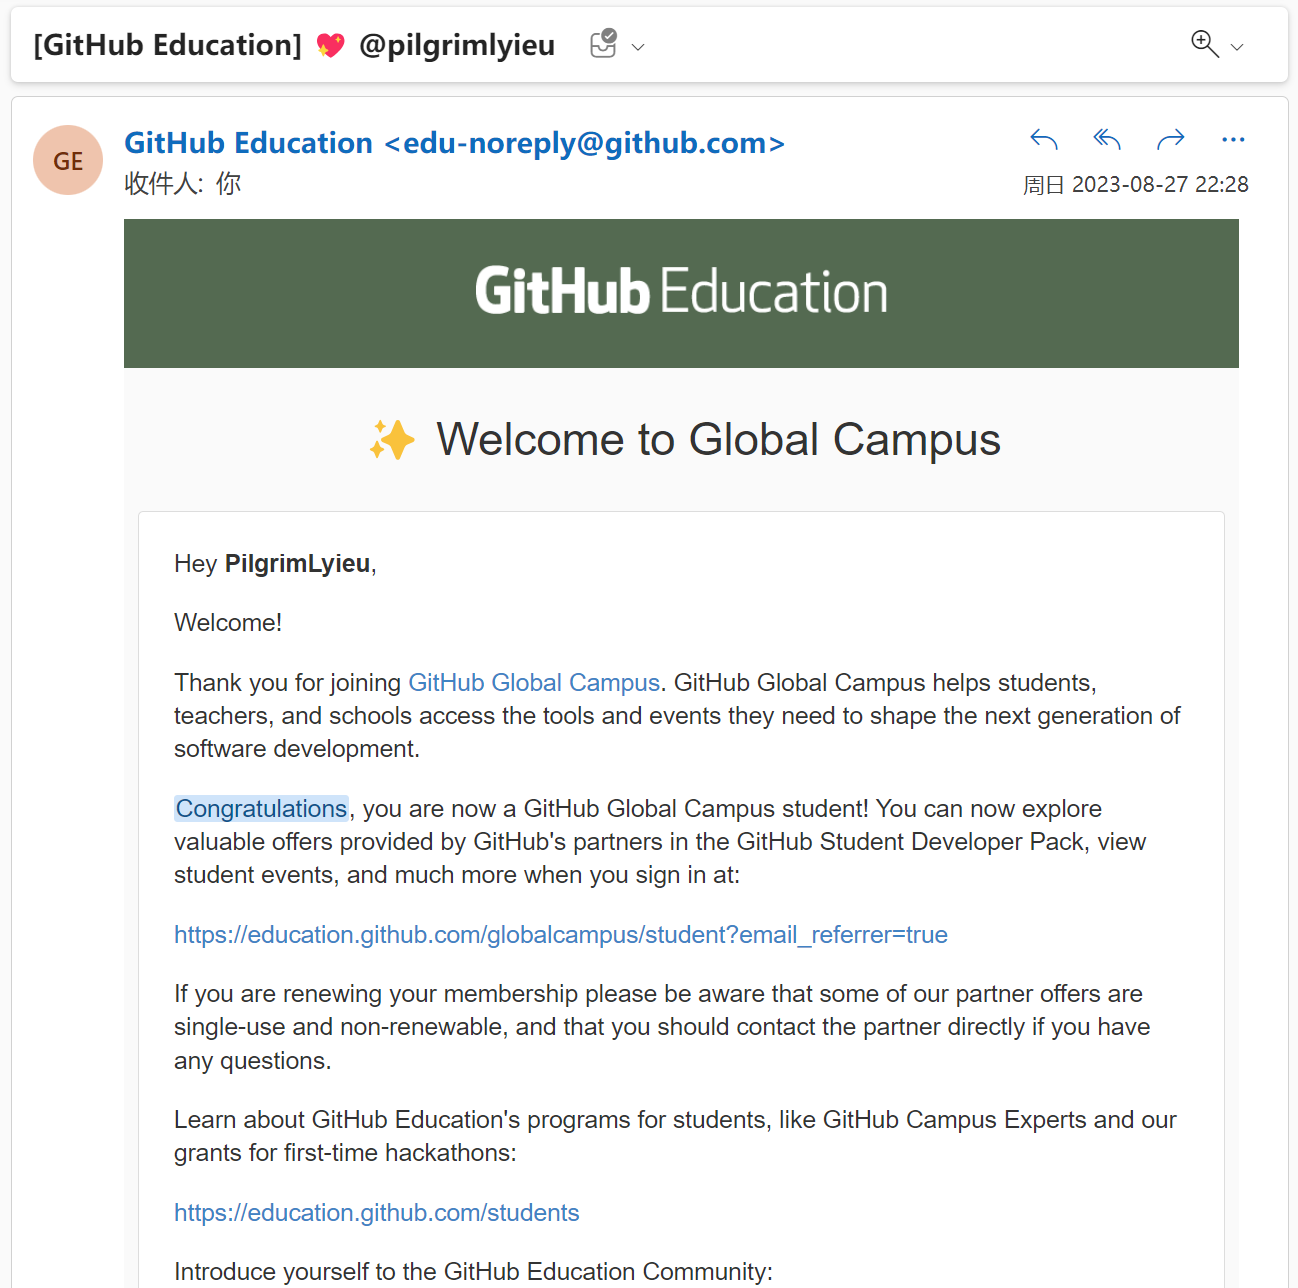 [GitHub Education] 💖 @pilgrimlyieu
GE
GitHub Education <edu-noreply@github.com>
收件人: 你
周日 2023-08-27 22:28
GitHub Education
✨ Welcome to Global Campus
Hey PilgrimLyieu,
Welcome!
Thank you for joining GitHub Global Campus. GitHub Global Campus helps students,
teachers, and schools access the tools and events they need to shape the next generation of
software development.
Congratulations, you are now a GitHub Global Campus student! You can now explore
valuable offers provided by GitHub's partners in the GitHub Student Developer Pack, view
student events, and much more when you sign in at:
https://education.github.com/globalcampus/student?email_referrer=true
If you are renewing your membership please be aware that some of our partner offers are
single-use and non-renewable, and that you should contact the partner directly if you have
any questions.
Learn about GitHub Education's programs for students, like GitHub Campus Experts and our
grants for first-time hackathons:
https://education.github.com/students
Introduce yourself to the GitHub Education Community: